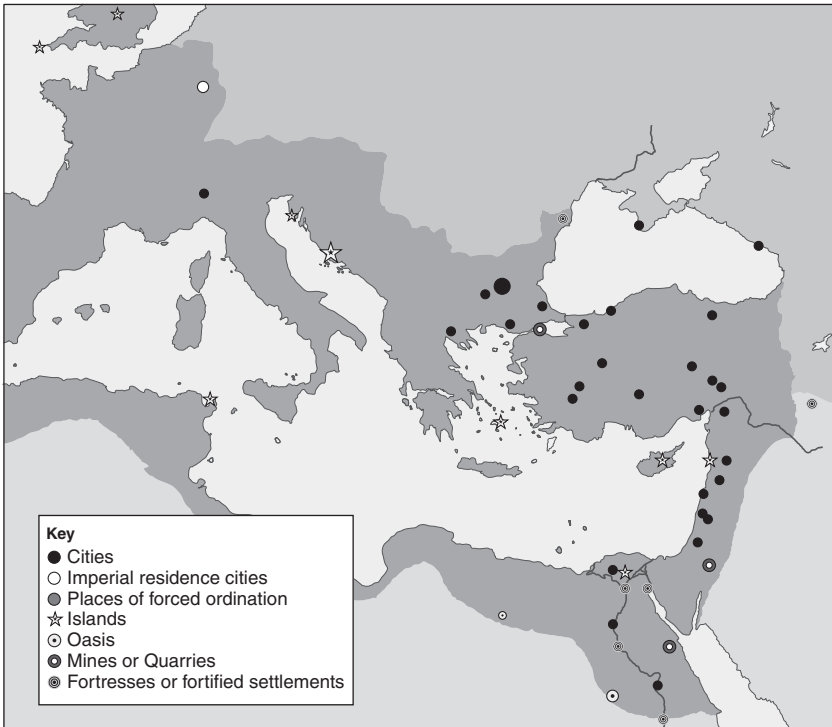 Key
Cities
Imperial residence cities
Places of forced ordination
Islands
Oasis
Mines or Quarries
Fortresses or fortified settlements